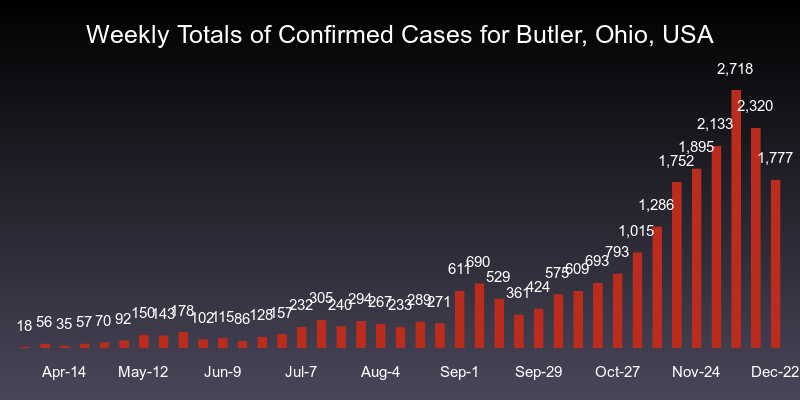 Weekly Totals of Confirmed Cases for Butler, Ohio, USA
18 56 35 57 70 92 150 143 178 102 115 86 128 157 232 305 240 294 267 233 289 271 611 690 529 361 424 575 609 693 793 1,015 1,286 1,752 1,895 2,133 2,718 2,320 1,777
Apr-14 May-12 Jun-9 Jul-7 Aug-4 Sep-1 Sep-29 Oct-27 Nov-24 Dec-22